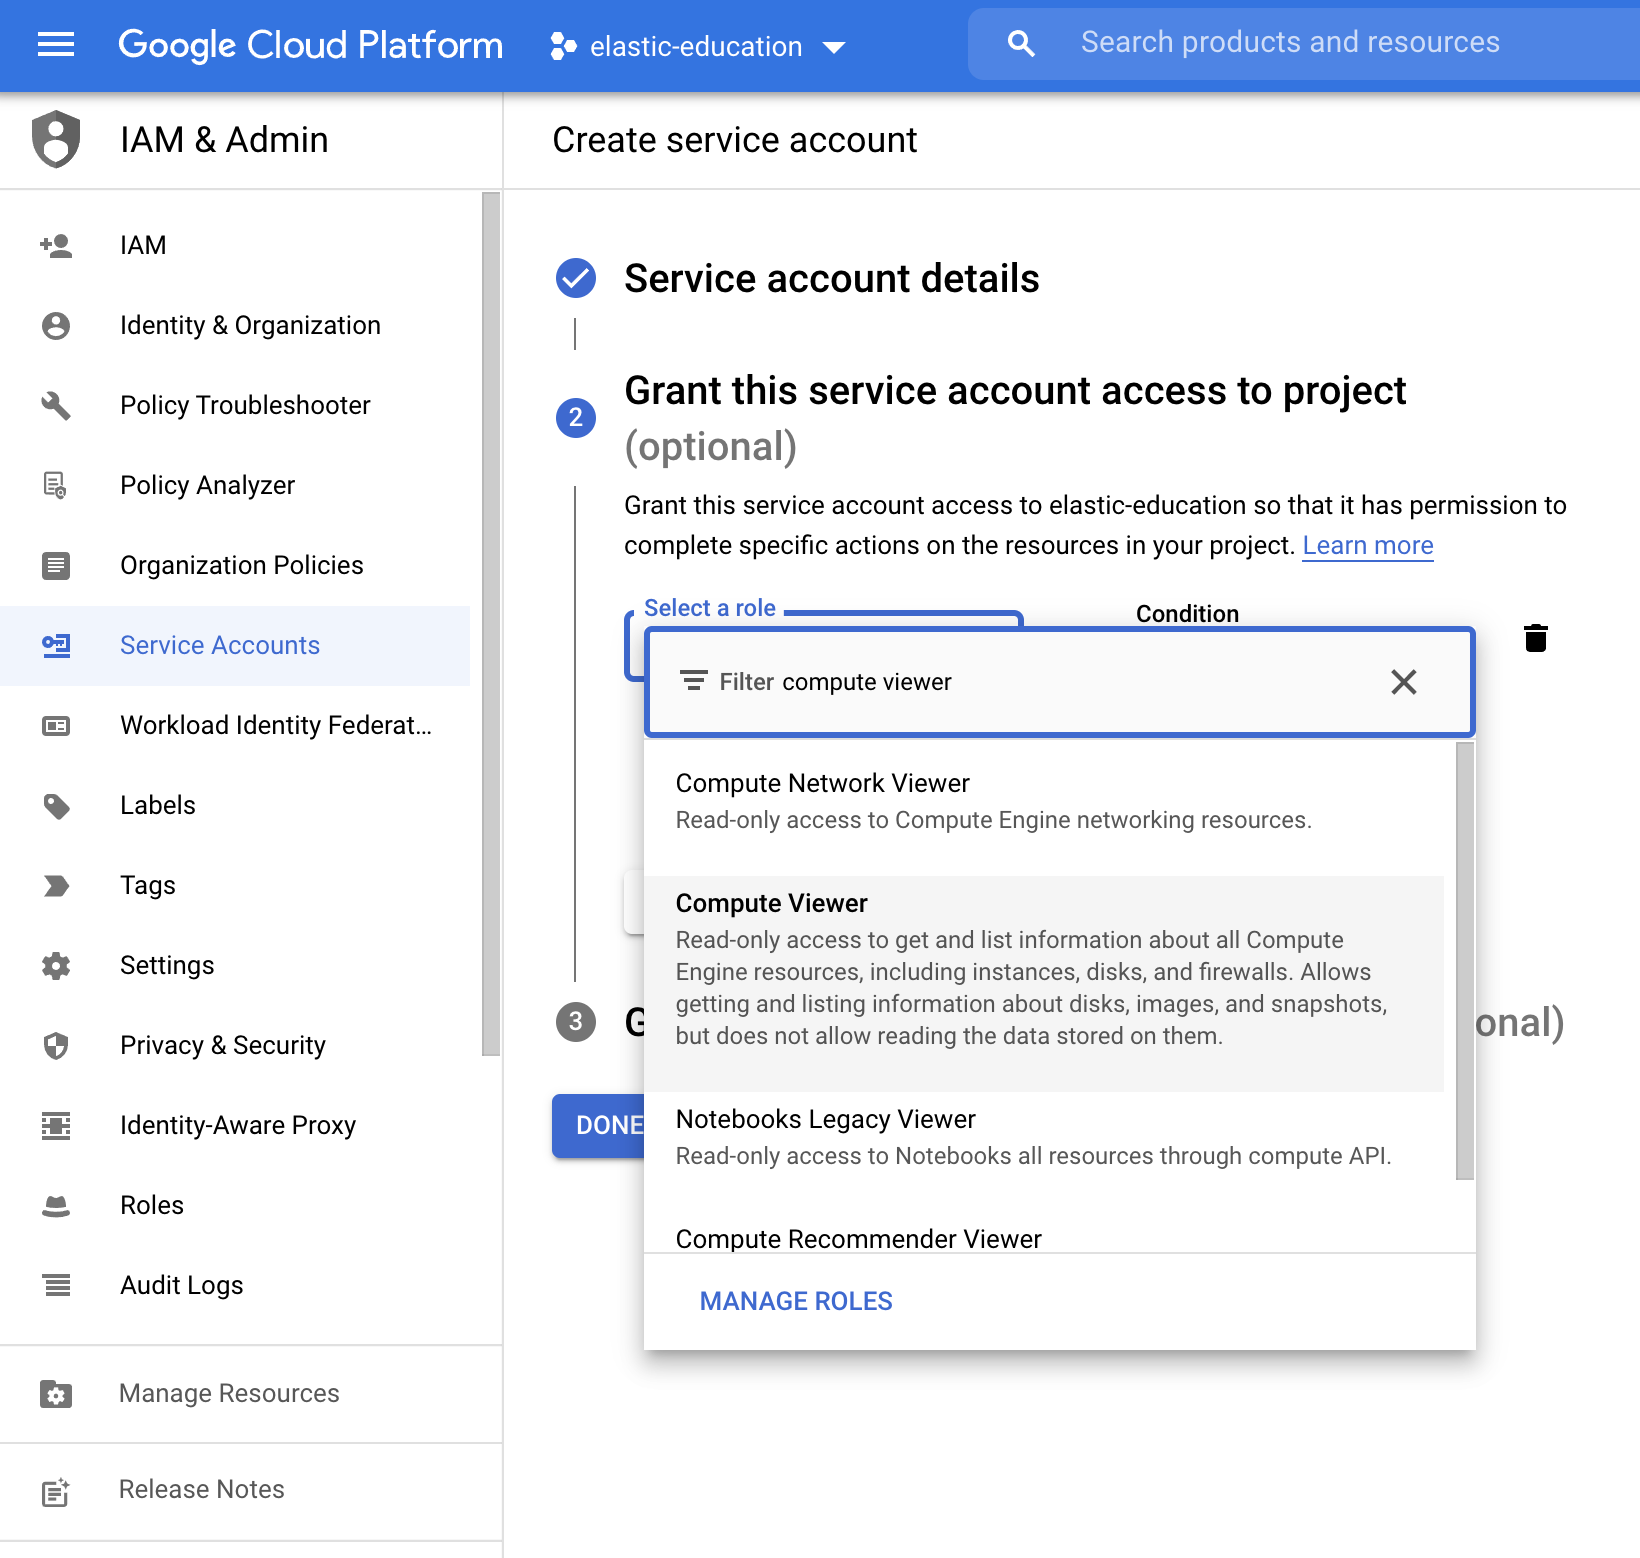 Google Cloud Platform
elastic-education
Search products and resources
IAM & Admin
Create service account
IAM
Identity & Organization
Policy Troubleshooter
Policy Analyzer
Organization Policies
Service Accounts
Workload Identity Federat...
Labels
Tags
Settings
Privacy & Security
Identity-Aware Proxy
Roles
Audit Logs
Manage Resources
Release Notes
Service account details
2
Grant this service account access to project
(optional)
Grant this service account access to elastic-education so that it has permission to
complete specific actions on the resources in your project. Learn more
Select a role
Condition
Filter compute viewer
Compute Network Viewer
Read-only access to Compute Engine networking resources.
Compute Viewer
Read-only access to get and list information about all Compute
Engine resources, including instances, disks, and firewalls. Allows
getting and listing information about disks, images, and snapshots,
but does not allow reading the data stored on them.
Notebooks Legacy Viewer
Read-only access to Notebooks all resources through compute API.
Compute Recommender Viewer
MANAGE ROLES
3
onal)
DONE